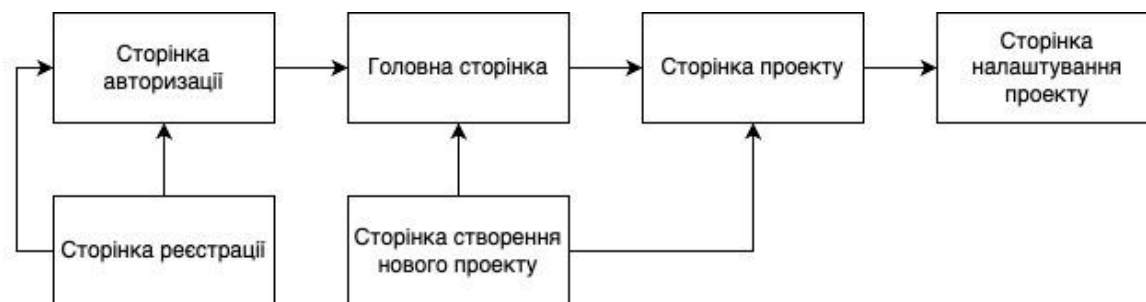 Сторінка
авторизації
Головна сторінка
Сторінка проекту
Сторінка
налаштування
проекту
Сторінка реєстрації
Сторінка створення
нового проекту